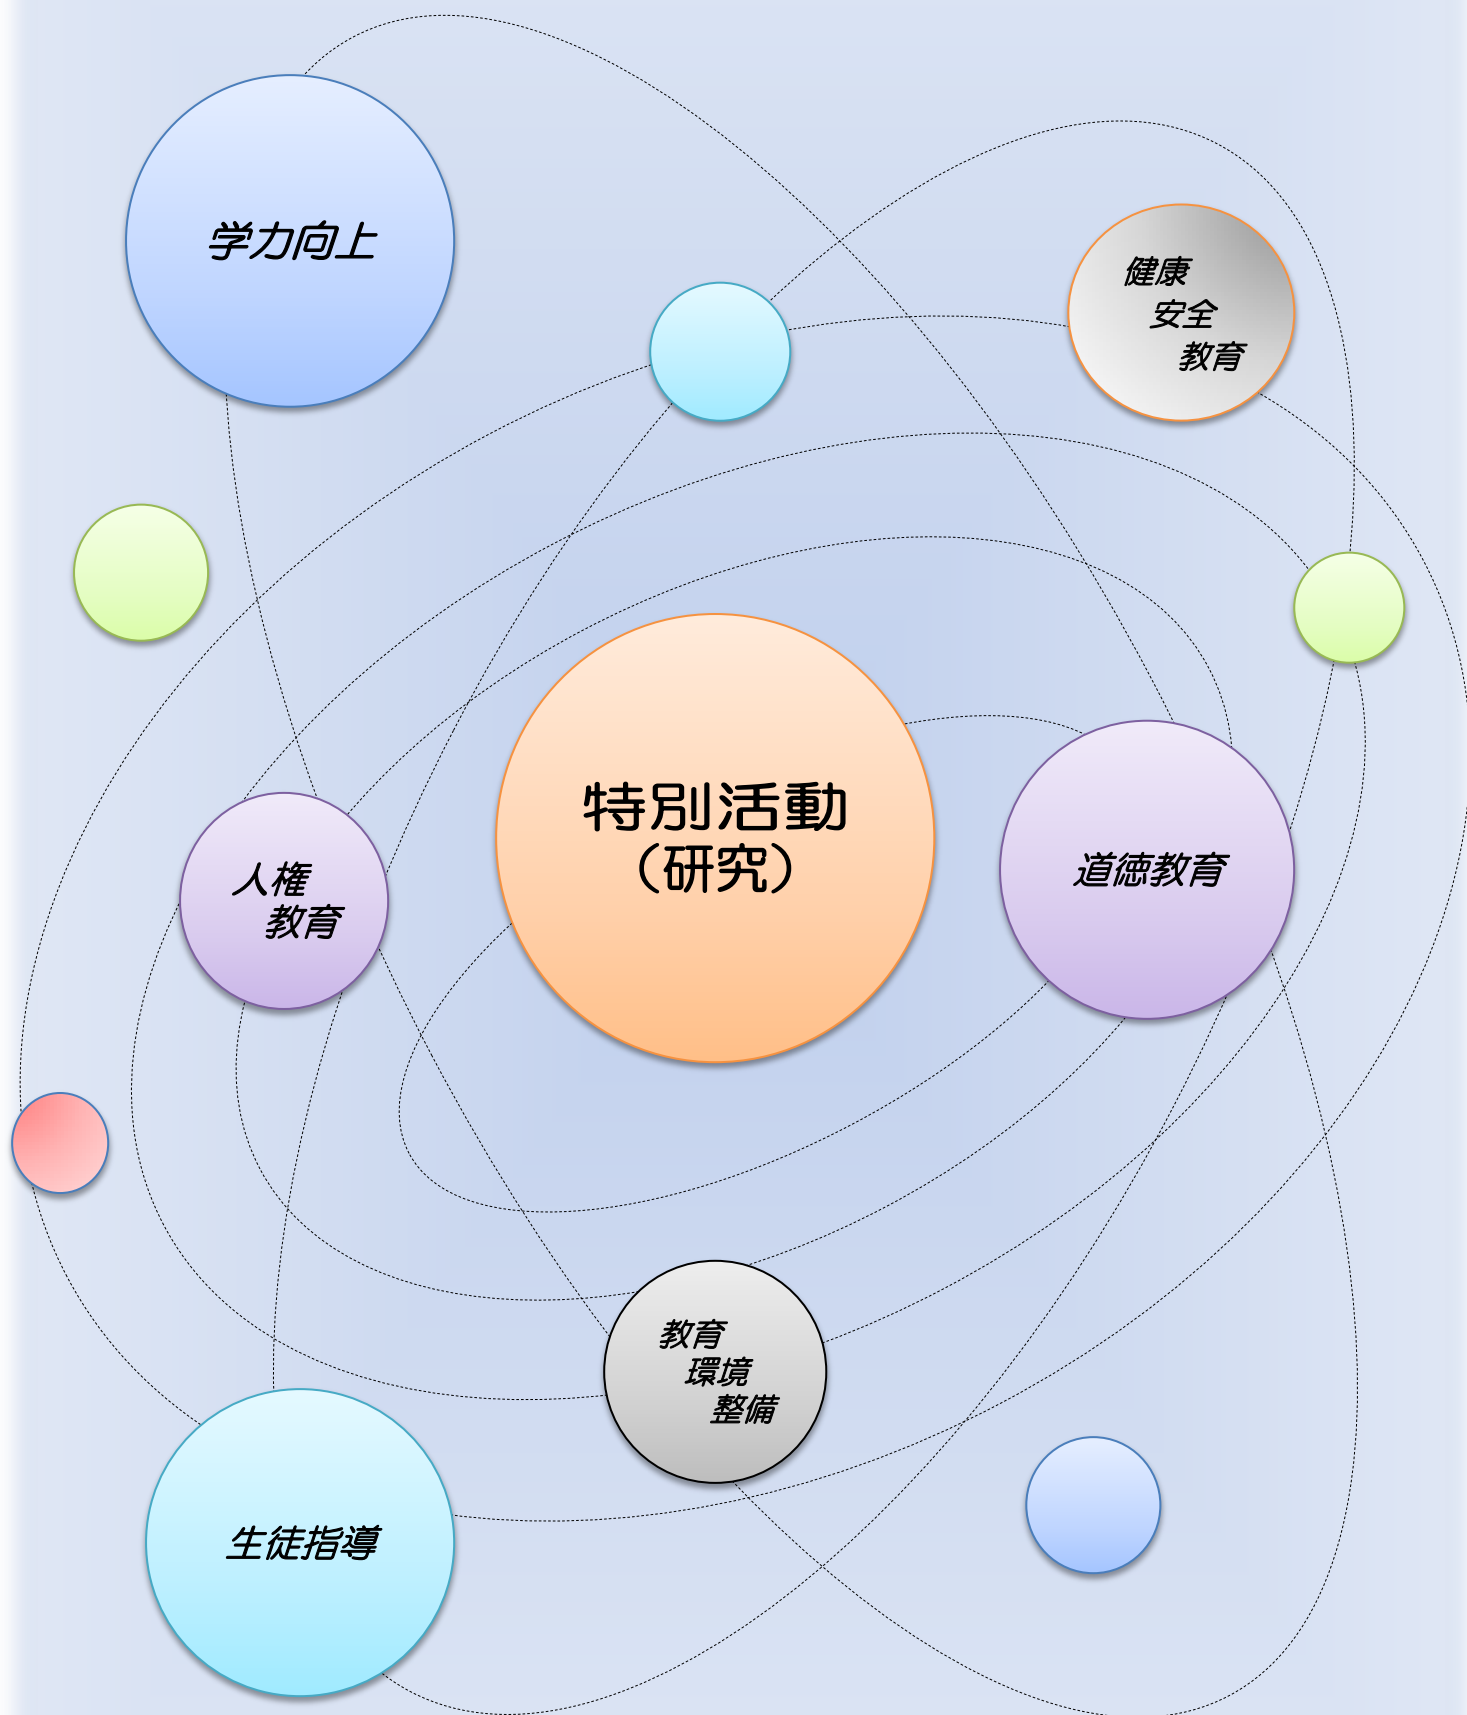 学力向上
健康
安全
教育
特別活動
（研究）
道徳教育
人権
教育
教育
環境
整備
生徒指導